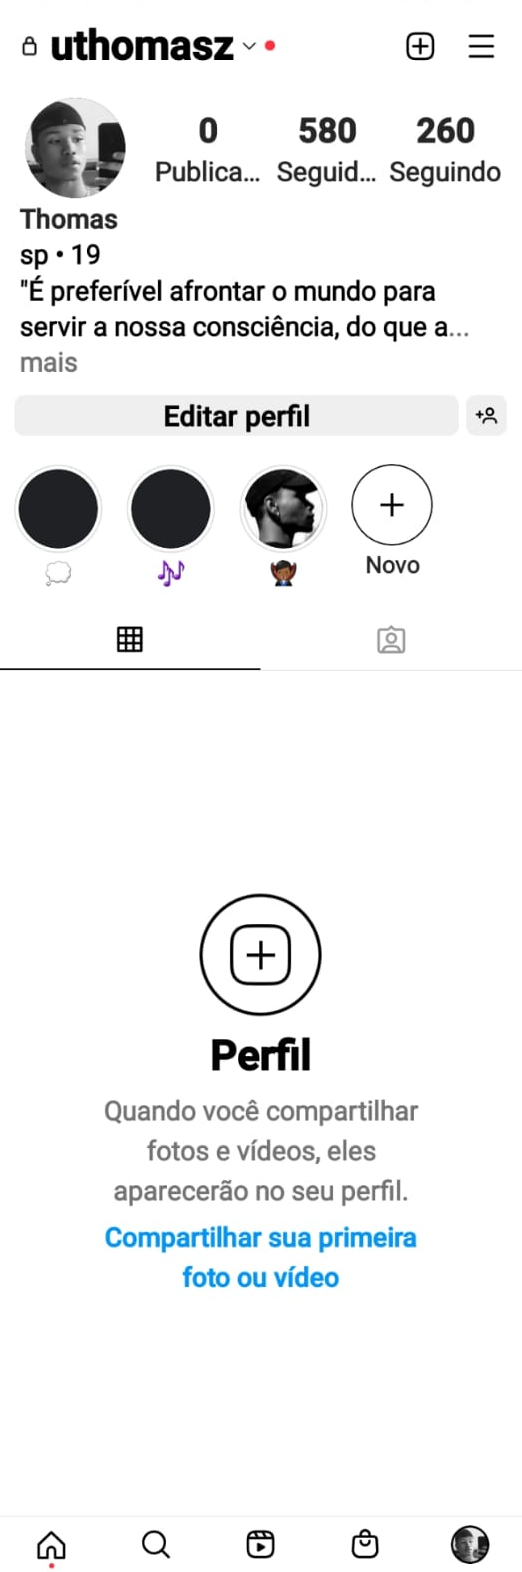 uthomasz
0 580 260
Publica... Seguid... Seguindo
Thomas
sp • 19
"É preferível afrontar o mundo para
servir a nossa consciência, do que a...
mais
Editar perfil
Novo
Perfil
Quando você compartilhar
fotos e vídeos, eles
aparecerão no seu perfil.
Compartilhar sua primeira
foto ou vídeo